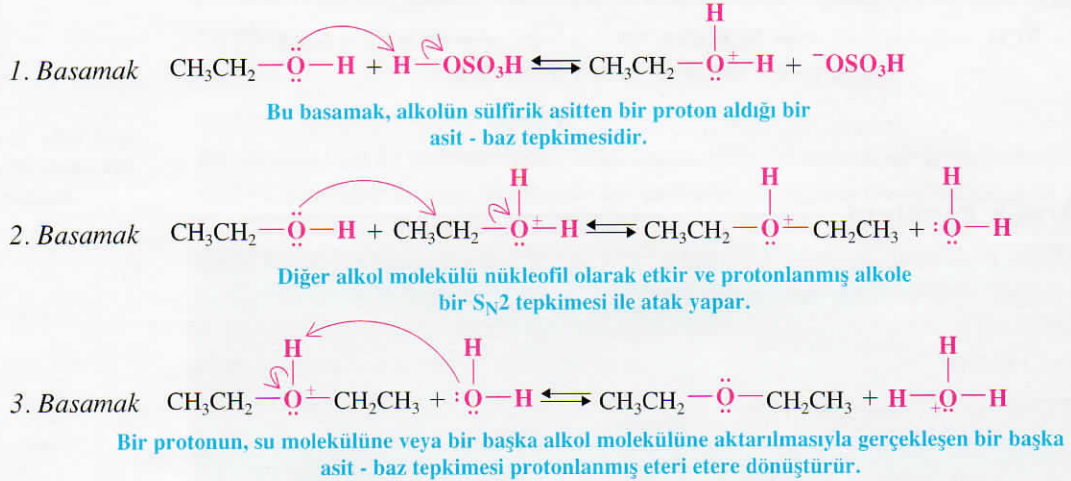 1. Basamak CH₃CH₂—Ö—H + H—OSO₃H ⇌ CH₃CH₂—O⁺(H)—H + ⁻OSO₃H
Bu basamak, alkolün sülfirik asitten bir proton aldığı bir
asit - baz tepkimesidir.
2. Basamak CH₃CH₂—Ö—H + CH₃CH₂—O⁺(H)—H ⇌ CH₃CH₂—O⁺(H)—CH₂CH₃ + :O(H)—H
Diğer alkol molekülü nükleofil olarak etkir ve protonlanmış alkole
bir S_N2 tepkimesi ile atak yapar.
3. Basamak CH₃CH₂—O⁺(H)—CH₂CH₃ + :O(H)—H ⇌ CH₃CH₂—Ö—CH₂CH₃ + H—O⁺(H)—H
Bir protonun, su molekülüne veya bir başka alkol molekülüne aktarılmasıyla gerçekleşen bir başka
asit - baz tepkimesi protonlanmış eteri etere dönüştürür.